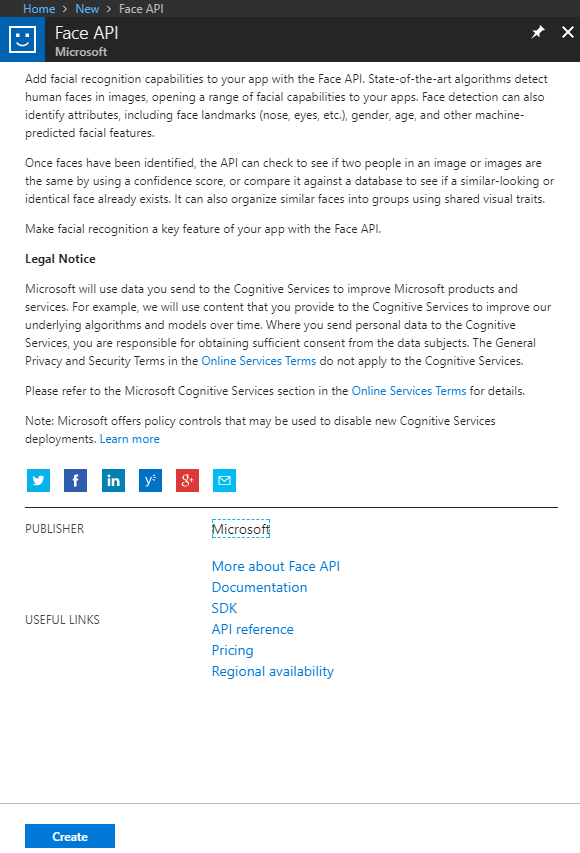 Home > New > Face API
Face API
Microsoft
Add facial recognition capabilities to your app with the Face API. State-of-the-art algorithms detect
human faces in images, opening a range of facial capabilities to your apps. Face detection can also
identify attributes, including face landmarks (nose, eyes, etc.), gender, age, and other machine-
predicted facial features.
Once faces have been identified, the API can check to see if two people in an image or images are
the same by using a confidence score, or compare it against a database to see if a similar-looking or
identical face already exists. It can also organize similar faces into groups using shared visual traits.
Make facial recognition a key feature of your app with the Face API.
Legal Notice
Microsoft will use data you send to the Cognitive Services to improve Microsoft products and
services. For example, we will use content that you provide to the Cognitive Services to improve our
underlying algorithms and models over time. Where you send personal data to the Cognitive
Services, you are responsible for obtaining sufficient consent from the data subjects. The General
Privacy and Security Terms in the Online Services Terms do not apply to the Cognitive Services.
Please refer to the Microsoft Cognitive Services section in the Online Services Terms for details.
Note: Microsoft offers policy controls that may be used to disable new Cognitive Services
deployments. Learn more
PUBLISHER
Microsoft
USEFUL LINKS
More about Face API
Documentation
SDK
API reference
Pricing
Regional availability
Create